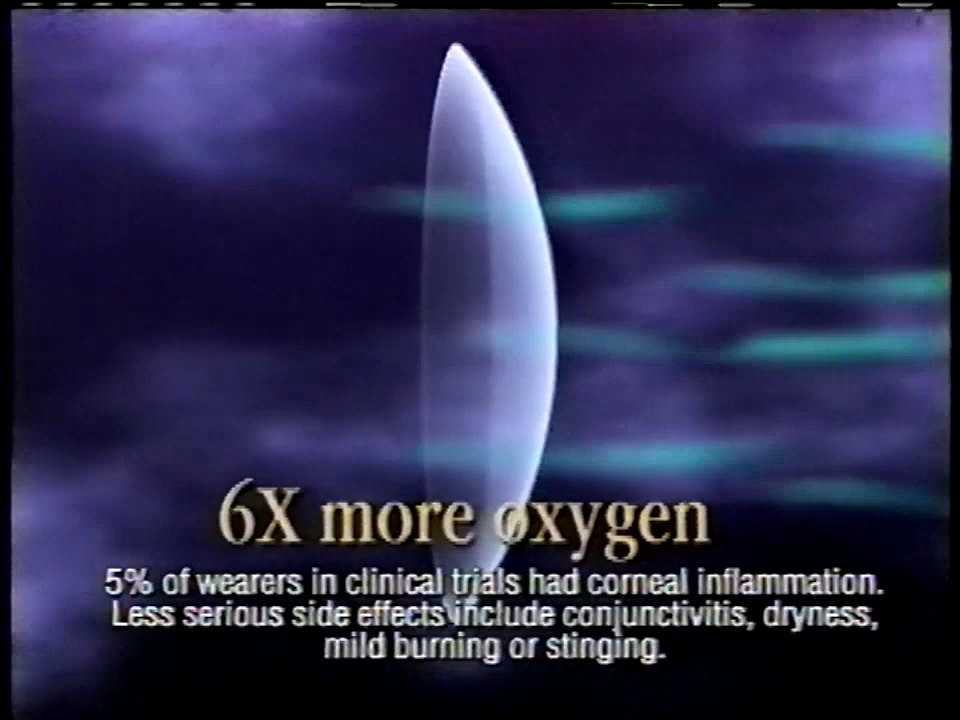 6X more oxygen
5% of wearers in clinical trials had corneal inflammation.
Less serious side effects include conjunctivitis, dryness,
mild burning or stinging.